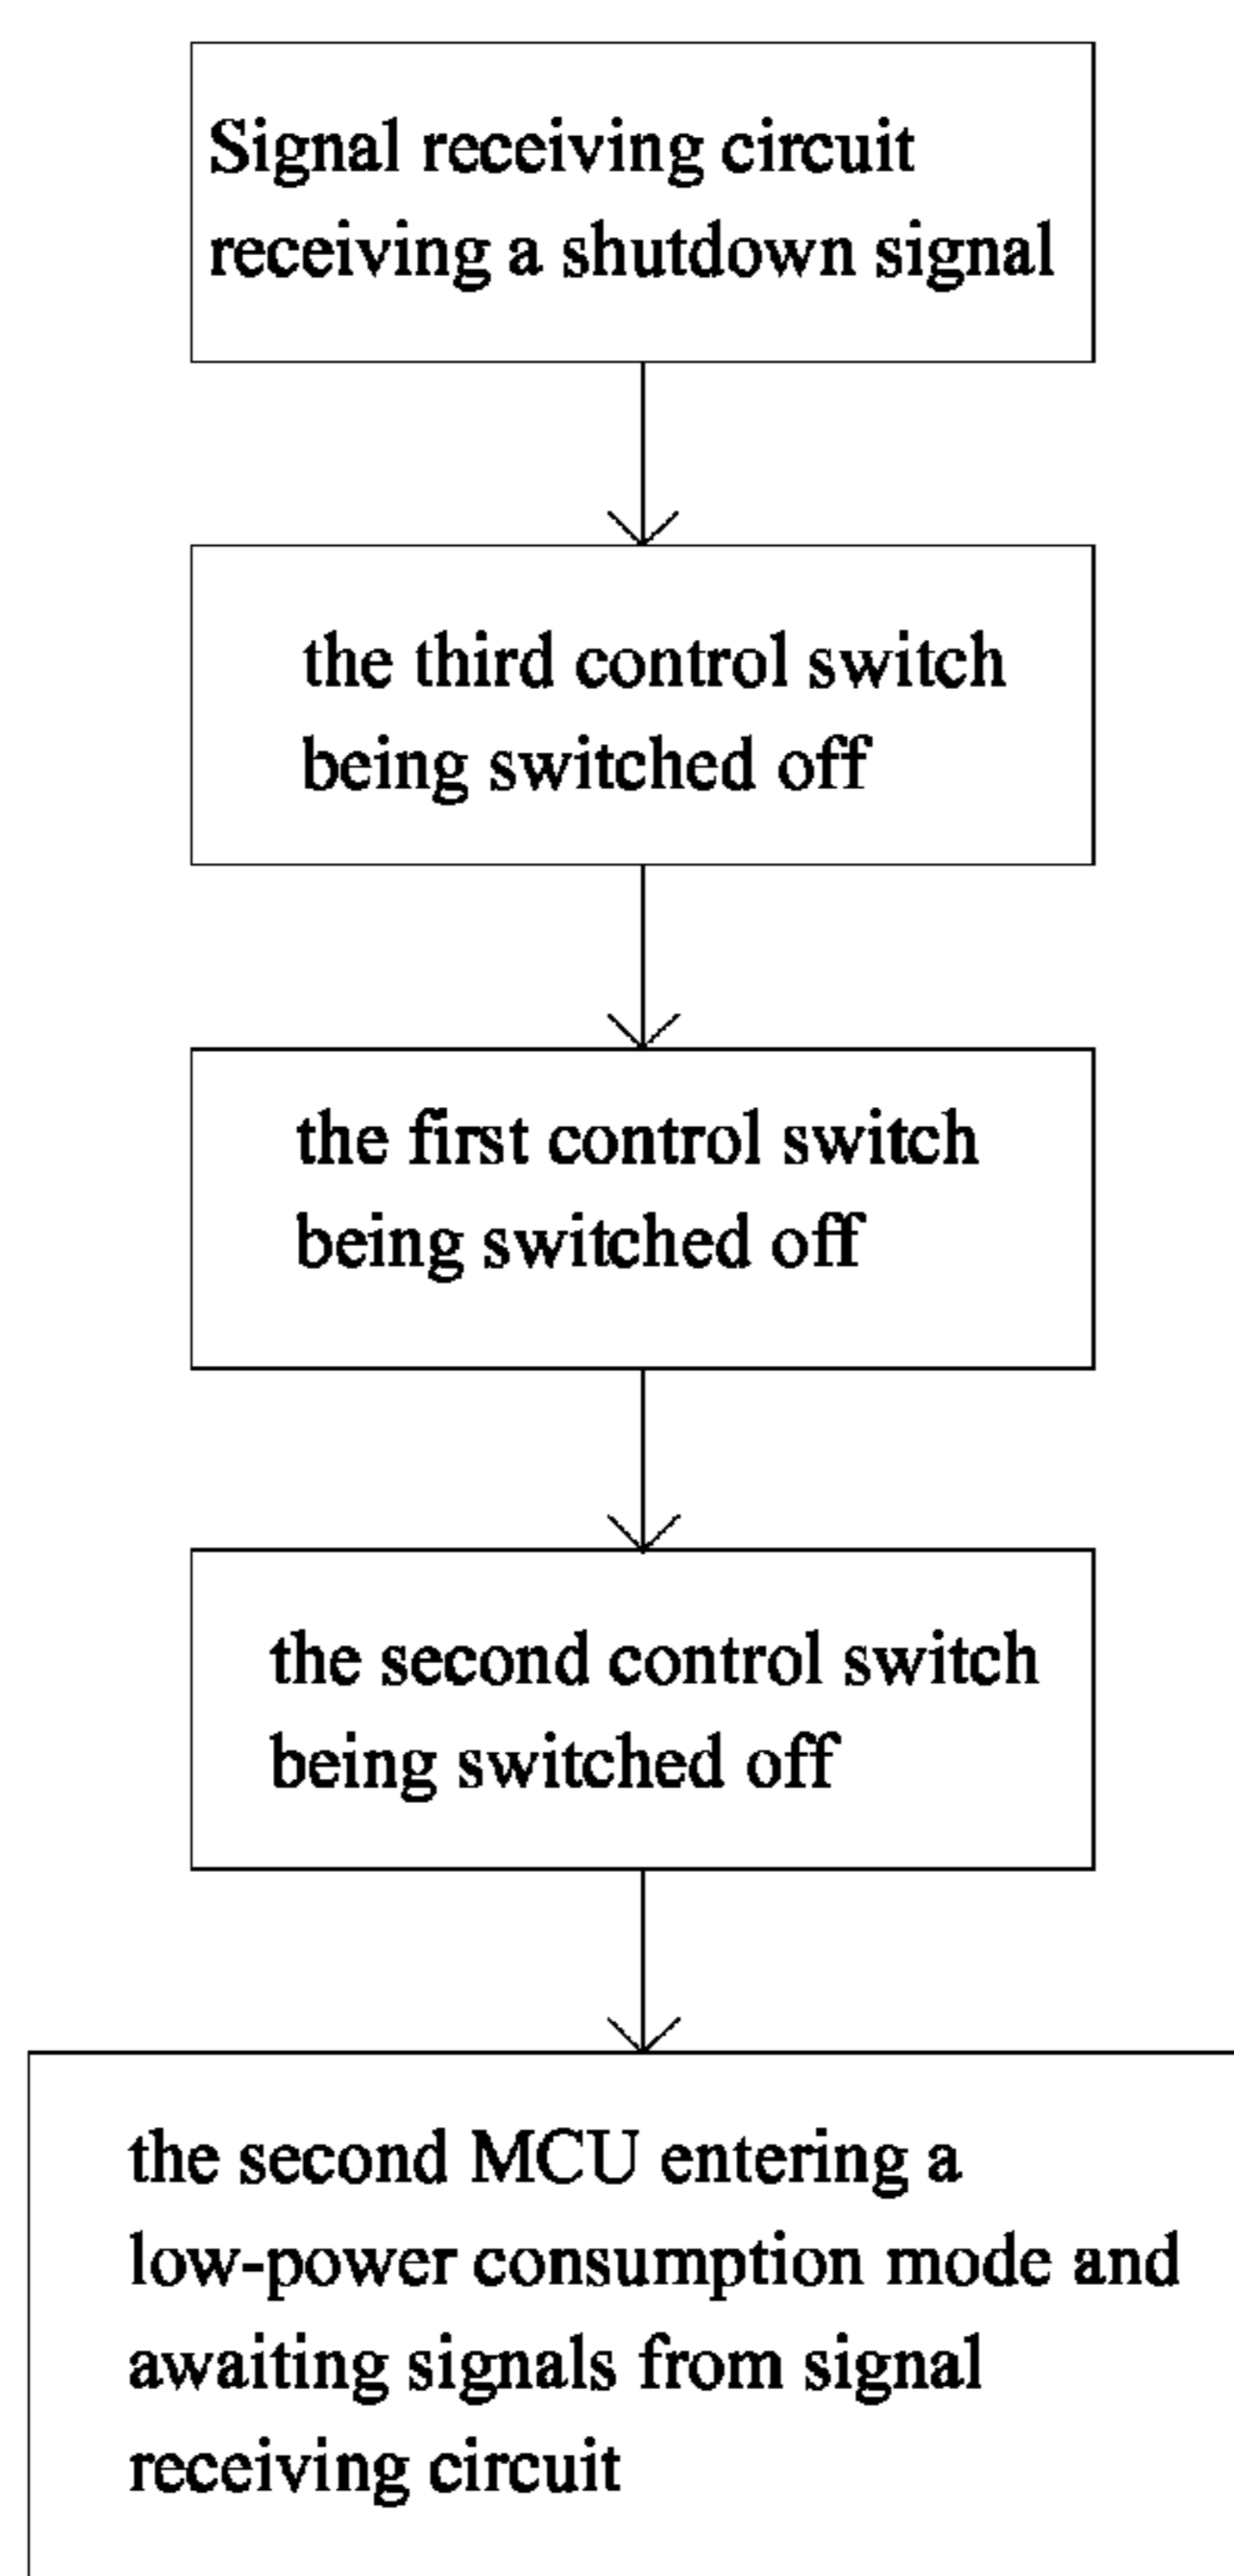 Signal receiving circuit
receiving a shutdown signal
the third control switch
being switched off
the first control switch
being switched off
the second control switch
being switched off
the second MCU entering a
low-power consumption mode and
awaiting signals from signal
receiving circuit